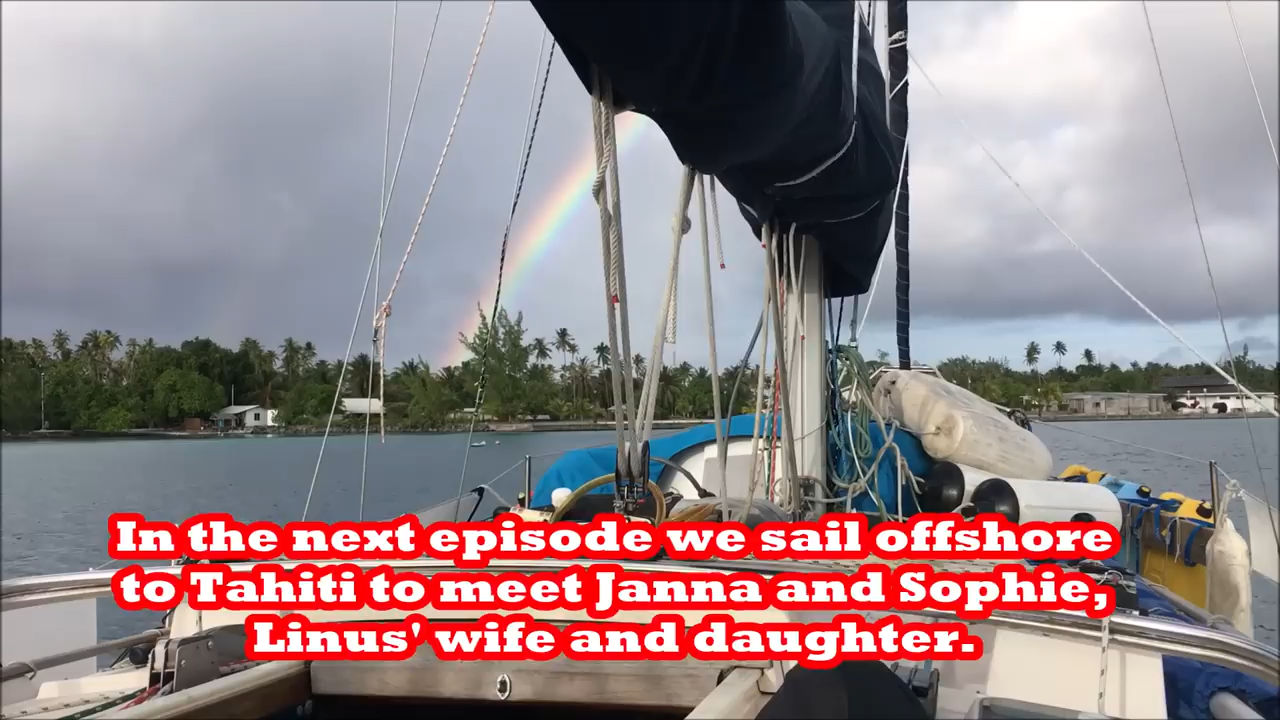 In the next episode we sail offshore
to Tahiti to meet Janna and Sophie,
Linus' wife and daughter.